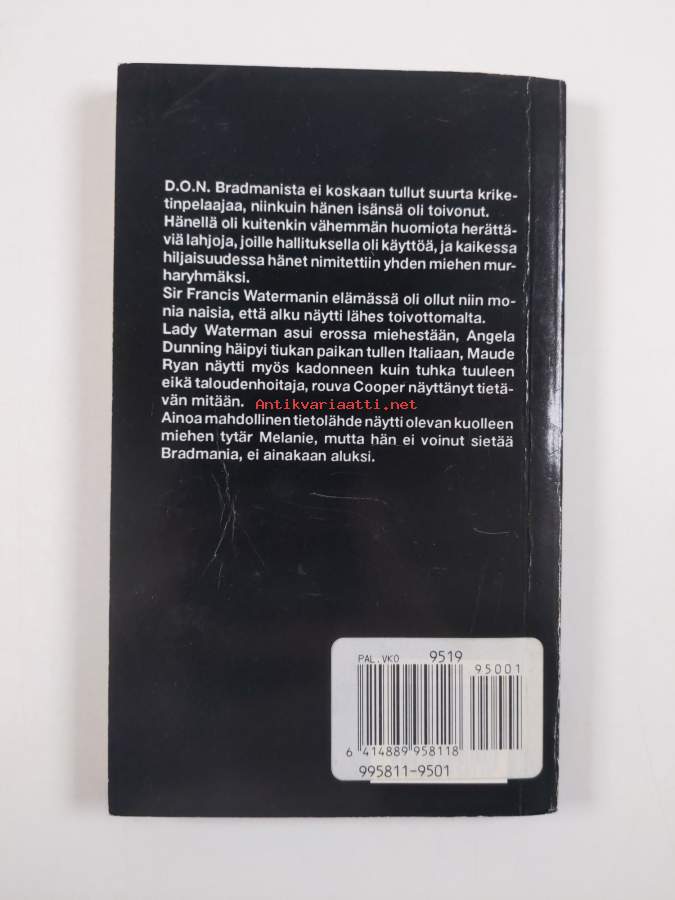 D.O.N. Bradmanista ei koskaan tullut suurta krike-
tinpelaajaa, niinkuin hänen isänsä oli toivonut.
Hänellä oli kuitenkin vähemmän huomiota herättä-
viä lahjoja, joille hallituksella oli käyttöä, ja kaikessa
hiljaisuudessa hänet nimitettiin yhden miehen mur-
haryhmäksi.
Sir Francis Watermanin elämässä oli ollut niin mo-
nia naisia, että alku näytti lähes toivottomalta.
Lady Waterman asui erossa miehestään, Angela
Dunning häipyi tiukan paikan tullen Italiaan, Maude
Ryan näytti myös kadonneen kuin tuhka tuuleen
eikä taloudenhoitaja, rouva Cooper näyttänyt tietä-
vän mitään.
Antikvariaatti.net
Ainoa mahdollinen tietolähde näytti olevan kuolleen
miehen tytär Melanie, mutta hän ei voinut sietää
Bradmania, ei ainakaan aluksi.
PAL.VKO 9519
95001
6 414889 958118
995811-9501